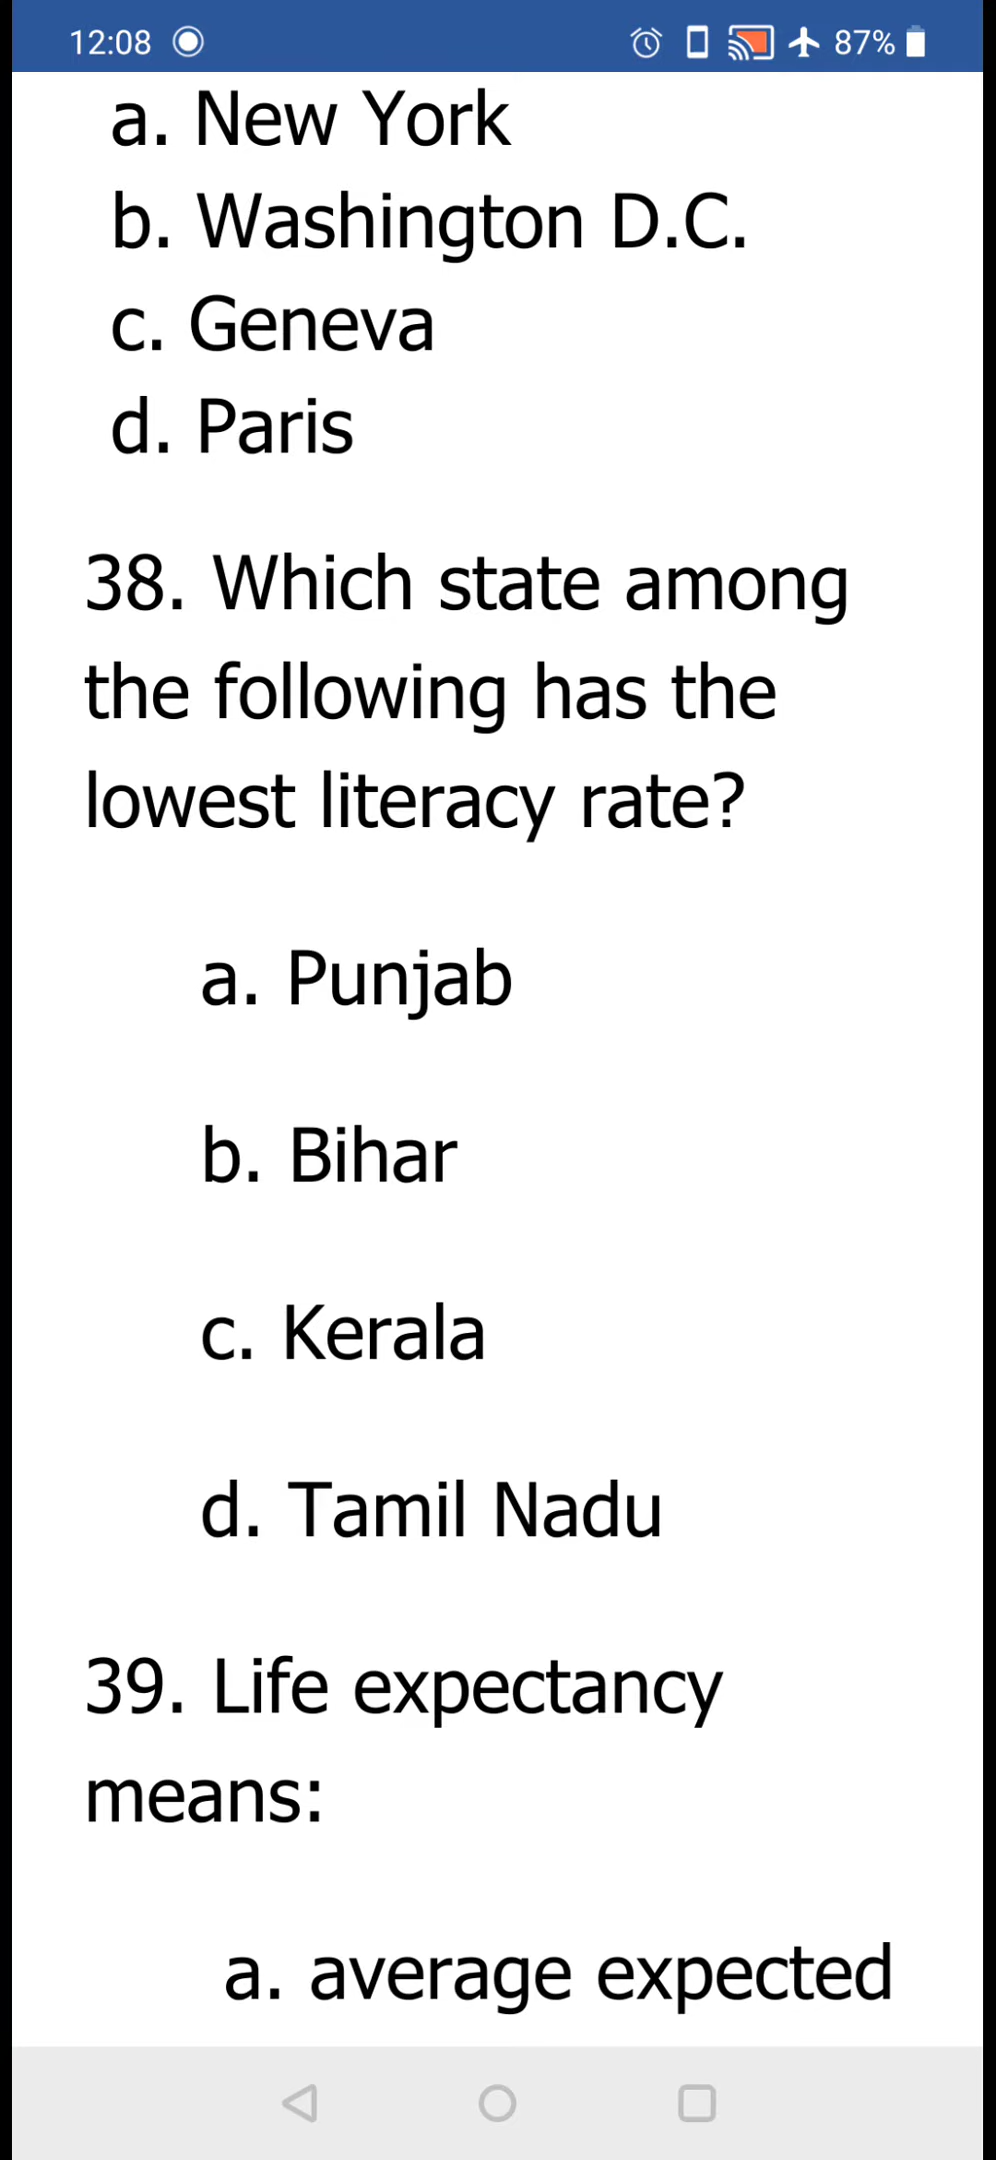 12:08 87%
a. New York
b. Washington D.C.
c. Geneva
d. Paris
38. Which state among
the following has the
lowest literacy rate?
a. Punjab
b. Bihar
c. Kerala
d. Tamil Nadu
39. Life expectancy
means:
a. average expected